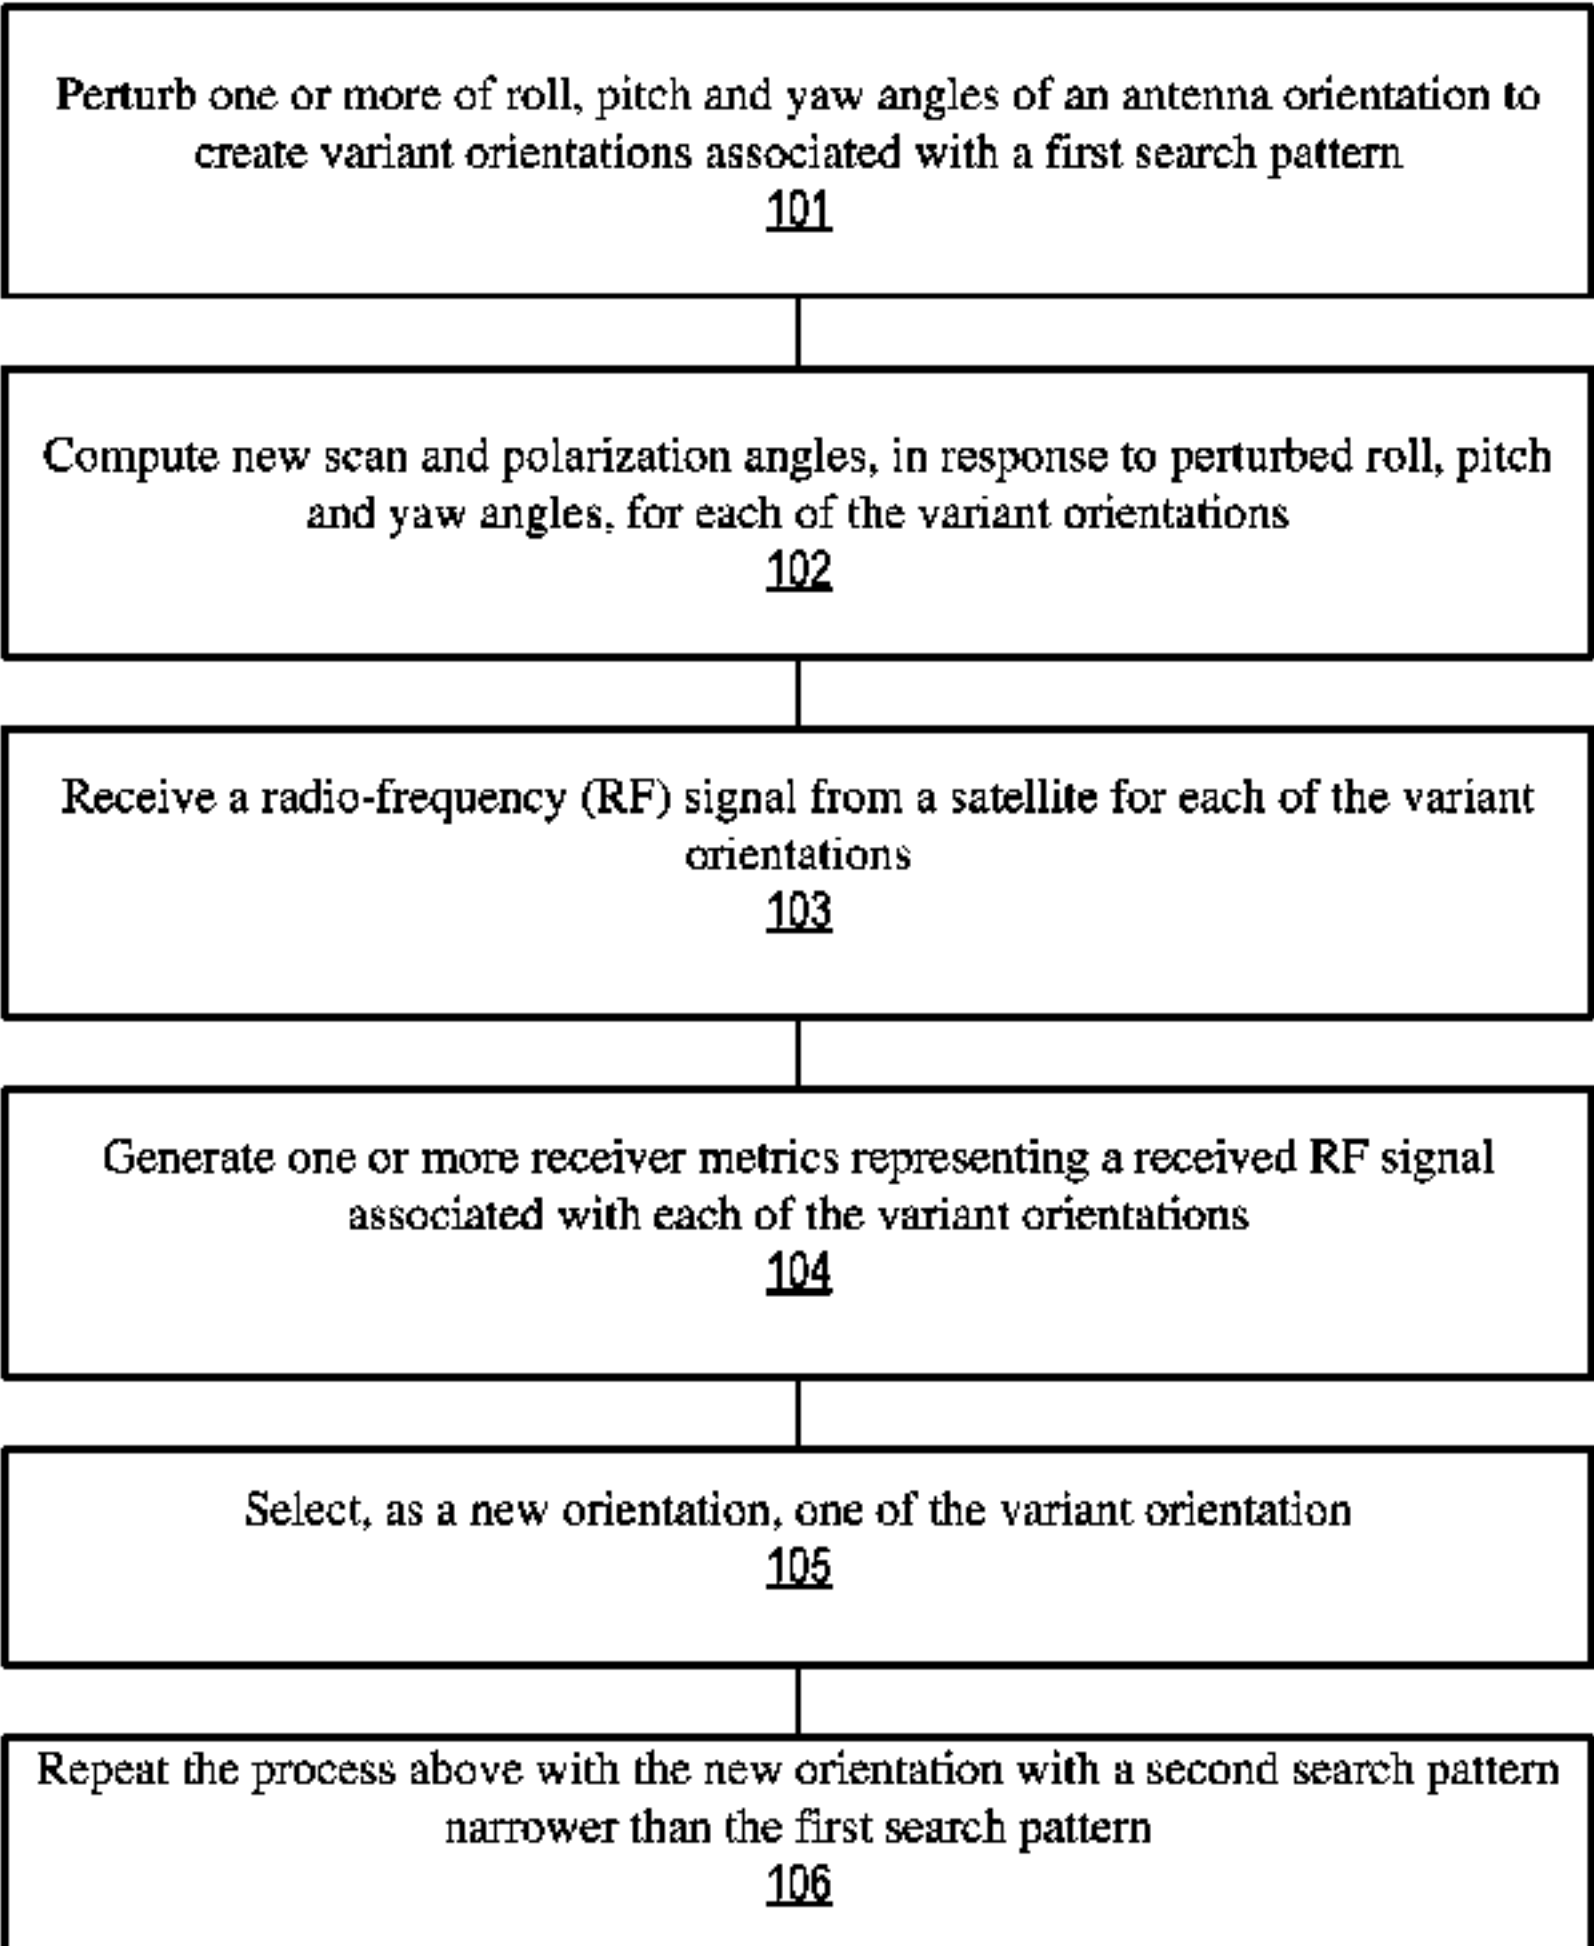 Perturb one or more of roll, pitch and yaw angles of an antenna orientation to
create variant orientations associated with a first search pattern
101
Compute new scan and polarization angles, in response to perturbed roll, pitch
and yaw angles, for each of the variant orientations
102
Receive a radio-frequency (RF) signal from a satellite for each of the variant
orientations
103
Generate one or more receiver metrics representing a received RF signal
associated with each of the variant orientations
104
Select, as a new orientation, one of the variant orientation
105
Repeat the process above with the new orientation with a second search pattern
narrower than the first search pattern
106